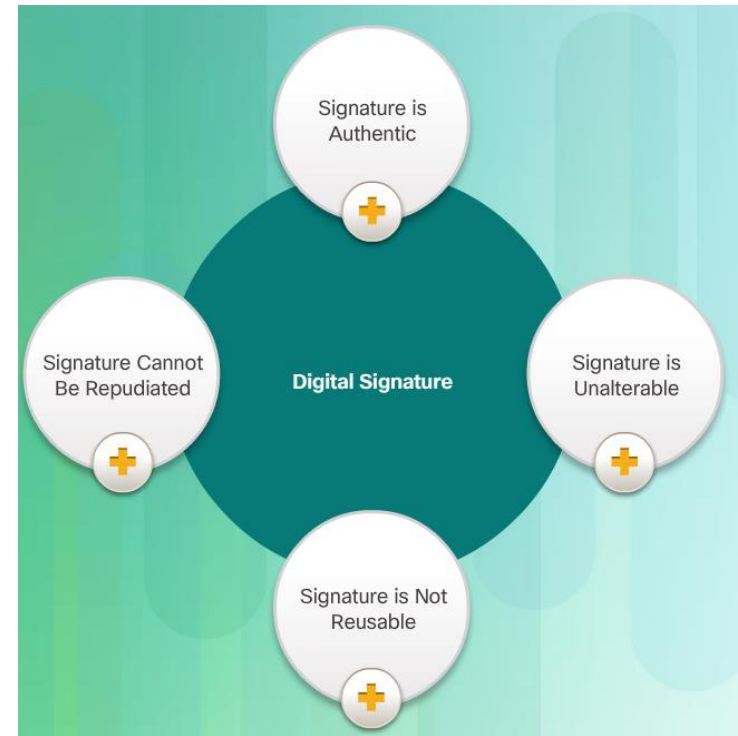 Signature is
Authentic
Signature Cannot
Be Repudiated
Digital Signature
Signature is
Unalterable
Signature is Not
Reusable